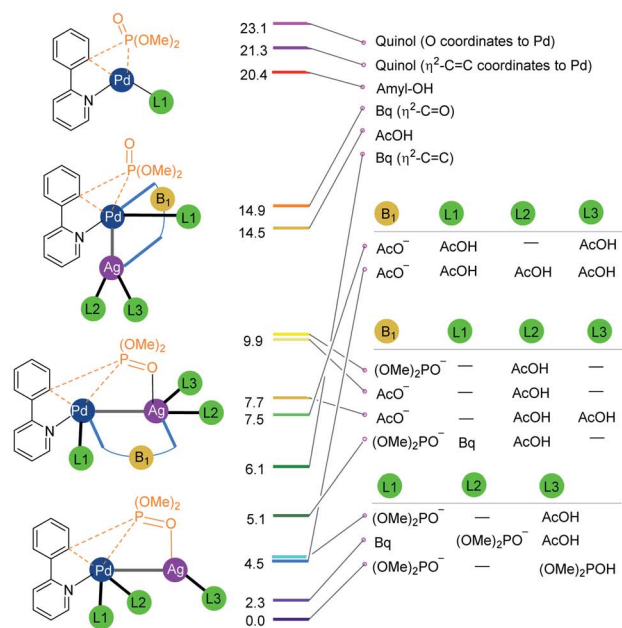 O
P(OMe)2
Pd
N
L1
O
P(OMe)2
B1
Pd
L1
N
Ag
L2
L3
(OMe)2
P
O
Pd
Ag
L3
L2
N
L1
B1
(OMe)2
P
O
Pd
Ag
N
L2
L3
L1
23.1
21.3
20.4
14.9
14.5
9.9
7.7
7.5
6.1
5.1
4.5
2.3
0.0
Quinol (O coordinates to Pd)
Quinol (η²-C=C coordinates to Pd)
Amyl-OH
Bq (η²-C=O)
AcOH
Bq (η²-C=C)
B1 L1 L2 L3
AcO⁻ AcOH — AcOH
AcO⁻ AcOH AcOH AcOH
B1 L1 L2 L3
(OMe)2PO⁻ — AcOH —
AcO⁻ — AcOH —
AcO⁻ — AcOH AcOH
(OMe)2PO⁻ Bq AcOH —
L1 L2 L3
(OMe)2PO⁻ — AcOH
Bq (OMe)2PO⁻ AcOH
(OMe)2PO⁻ — (OMe)2POH